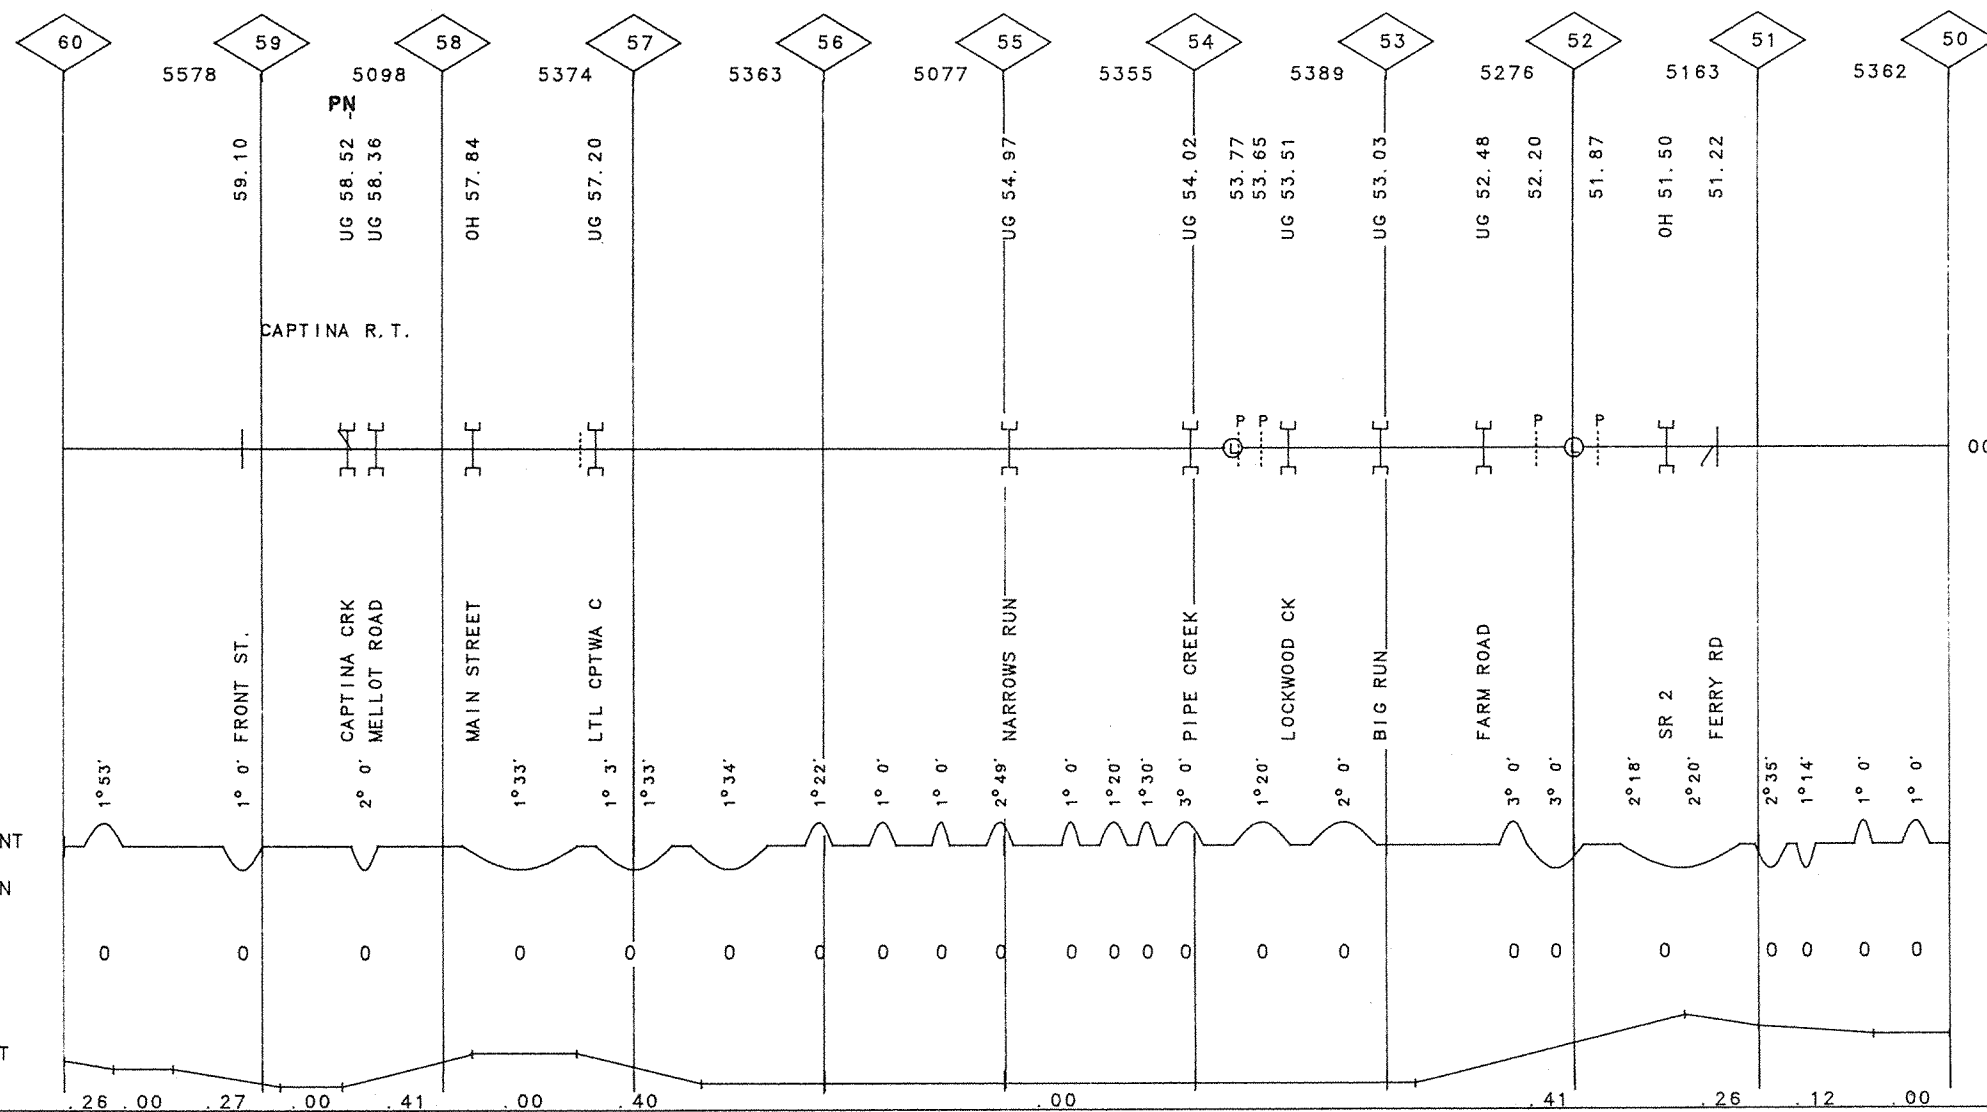 60 59 58 57 56 55 54 53 52 51 50
5578 5098 5374 5363 5077 5355 5389 5276 5163 5362
PN
59.10
UG 58.52
UG 58.36
OH 57.84
UG 57.20
UG 54.97
UG 54.02
53.77
53.65
UG 53.51
UG 53.03
UG 52.48
52.20
51.87
OH 51.50
51.22
CAPTINA R.T.
P P P P
L L
FRONT ST.
CAPTINA CRK
MELLOT ROAD
MAIN STREET
LTL CPTWA C
NARROWS RUN
PIPE CREEK
LOCKWOOD CK
BIG RUN
FARM ROAD
SR 2
FERRY RD
1°53'
1° 0'
2° 0'
1°33'
1° 3'
1°33'
1°34'
1°22'
1° 0'
1° 0'
2°49'
1° 0'
1°20'
1°30'
3° 0'
1°20'
2° 0'
3° 0'
3° 0'
2°18'
2°20'
2°35'
1°14'
1° 0'
1° 0'
NT
N
0 0 0 0 0 0 0 0 0 0 0 0 0 0 0 0 0 0 0 0 0 0 0
T
.26 .00 .27 .00 .41 .00 .40 .00 .41 .26 .12 .00